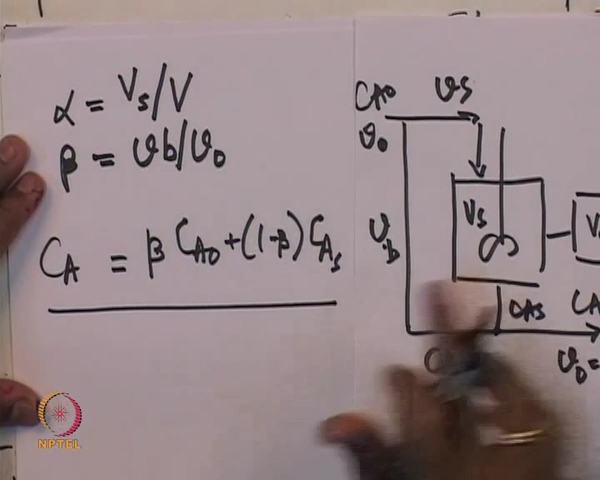 α = Vs/V
β = υb/υ0
CA = β CA0 + (1-β) CAs
CA0 υs
υ0
Vs
υb
CAS
CA
υ0 =
NPTEL